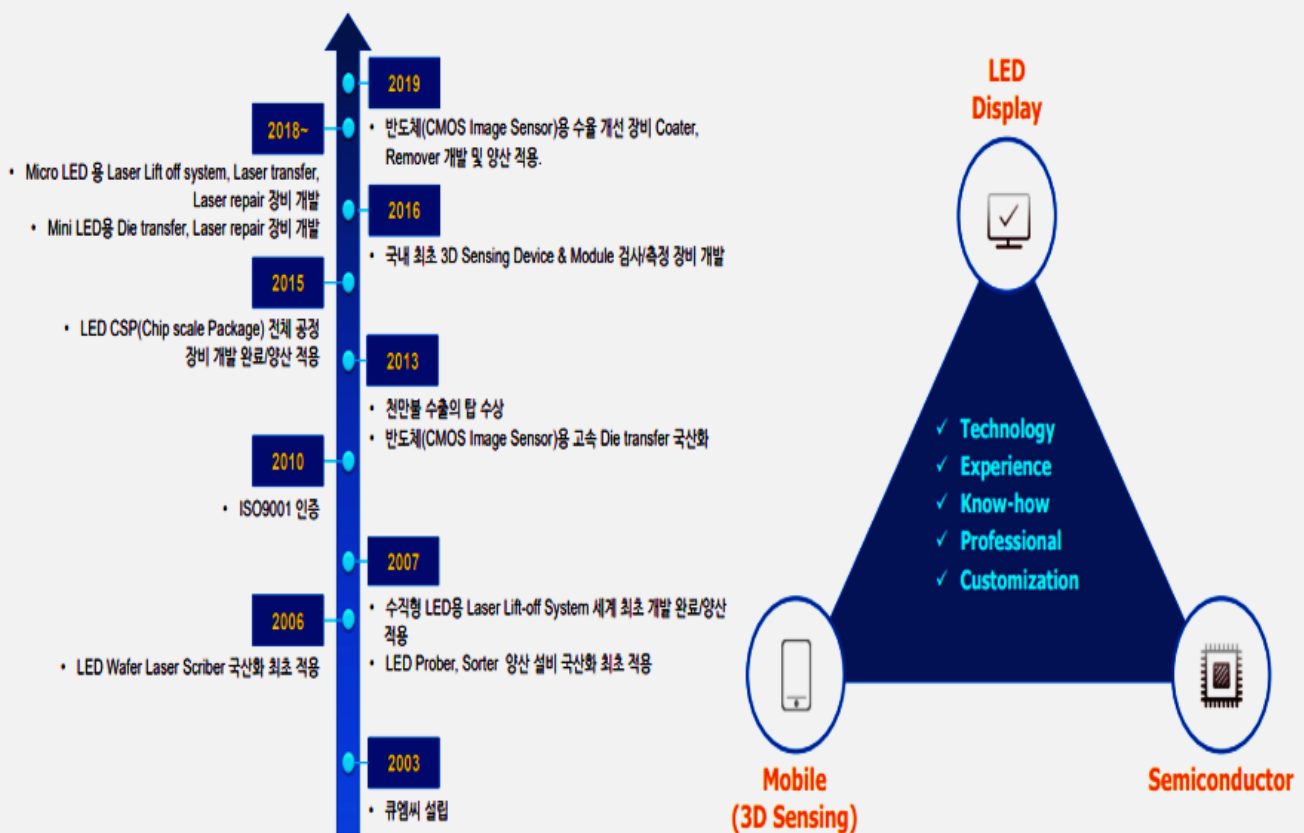 2019
• 반도체(CMOS Image Sensor)용 수율 개선 장비 Coater,
Remover 개발 및 양산 적용.
2018~
• Micro LED 용 Laser Lift off system, Laser transfer,
Laser repair 장비 개발
• Mini LED용 Die transfer, Laser repair 장비 개발
2016
• 국내 최초 3D Sensing Device & Module 검사/측정 장비 개발
2015
• LED CSP(Chip scale Package) 전체 공정
장비 개발 완료/양산 적용
2013
• 천만불 수출의 탑 수상
• 반도체(CMOS Image Sensor)용 고속 Die transfer 국산화
2010
• ISO9001 인증
2007
• 수직형 LED용 Laser Lift-off System 세계 최초 개발 완료/양산
적용
• LED Prober, Sorter 양산 설비 국산화 최초 적용
2006
• LED Wafer Laser Scriber 국산화 최초 적용
2003
• 큐엠씨 설립
LED
Display
✓ Technology
✓ Experience
✓ Know-how
✓ Professional
✓ Customization
Mobile
(3D Sensing)
Semiconductor